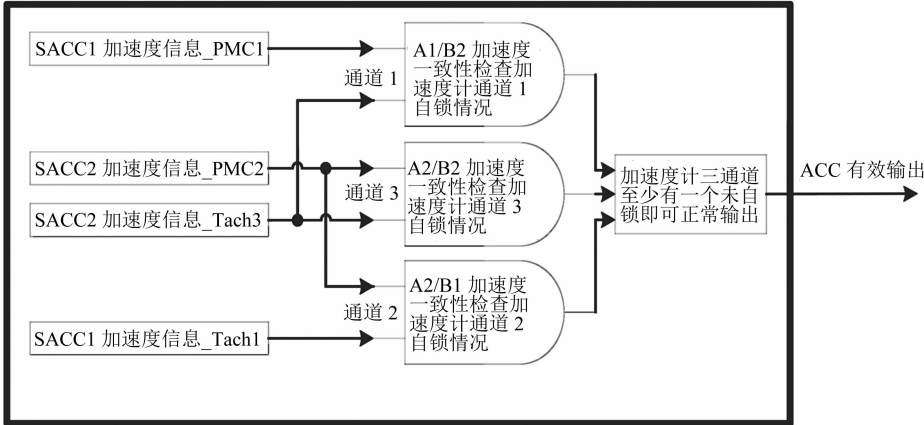 SACC1 加速度信息_PMC1
通道 1
A1/B2 加速度
一致性检查加
速度计通道 1
自锁情况
SACC2 加速度信息_PMC2
SACC2 加速度信息_Tach3
通道 3
A2/B2 加速度
一致性检查加
速度计通道 3
自锁情况
加速度计三通道
至少有一个未自
锁即可正常输出
ACC 有效输出
SACC1 加速度信息_Tach1
通道 2
A2/B1 加速度
一致性检查加
速度计通道 2
自锁情况